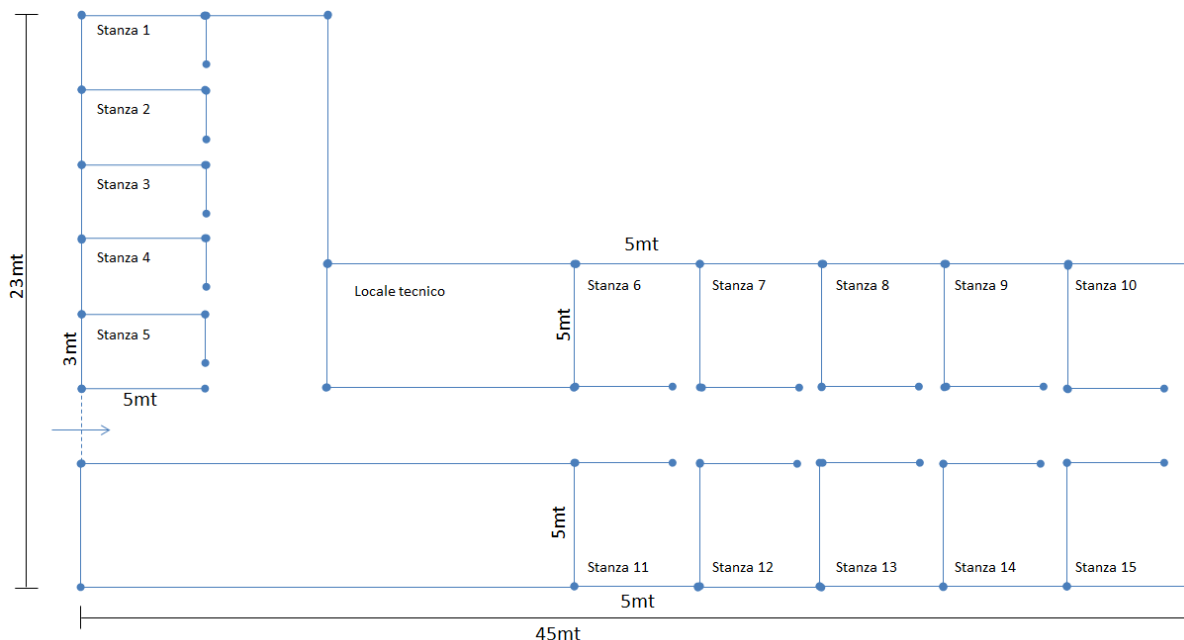 Stanza 1
Stanza 2
Stanza 3
Stanza 4
Stanza 5
3mt
5mt
23mt
5mt
Locale tecnico
5mt
Stanza 6
Stanza 7
Stanza 8
Stanza 9
Stanza 10
5mt
Stanza 11
Stanza 12
Stanza 13
Stanza 14
Stanza 15
5mt
45mt